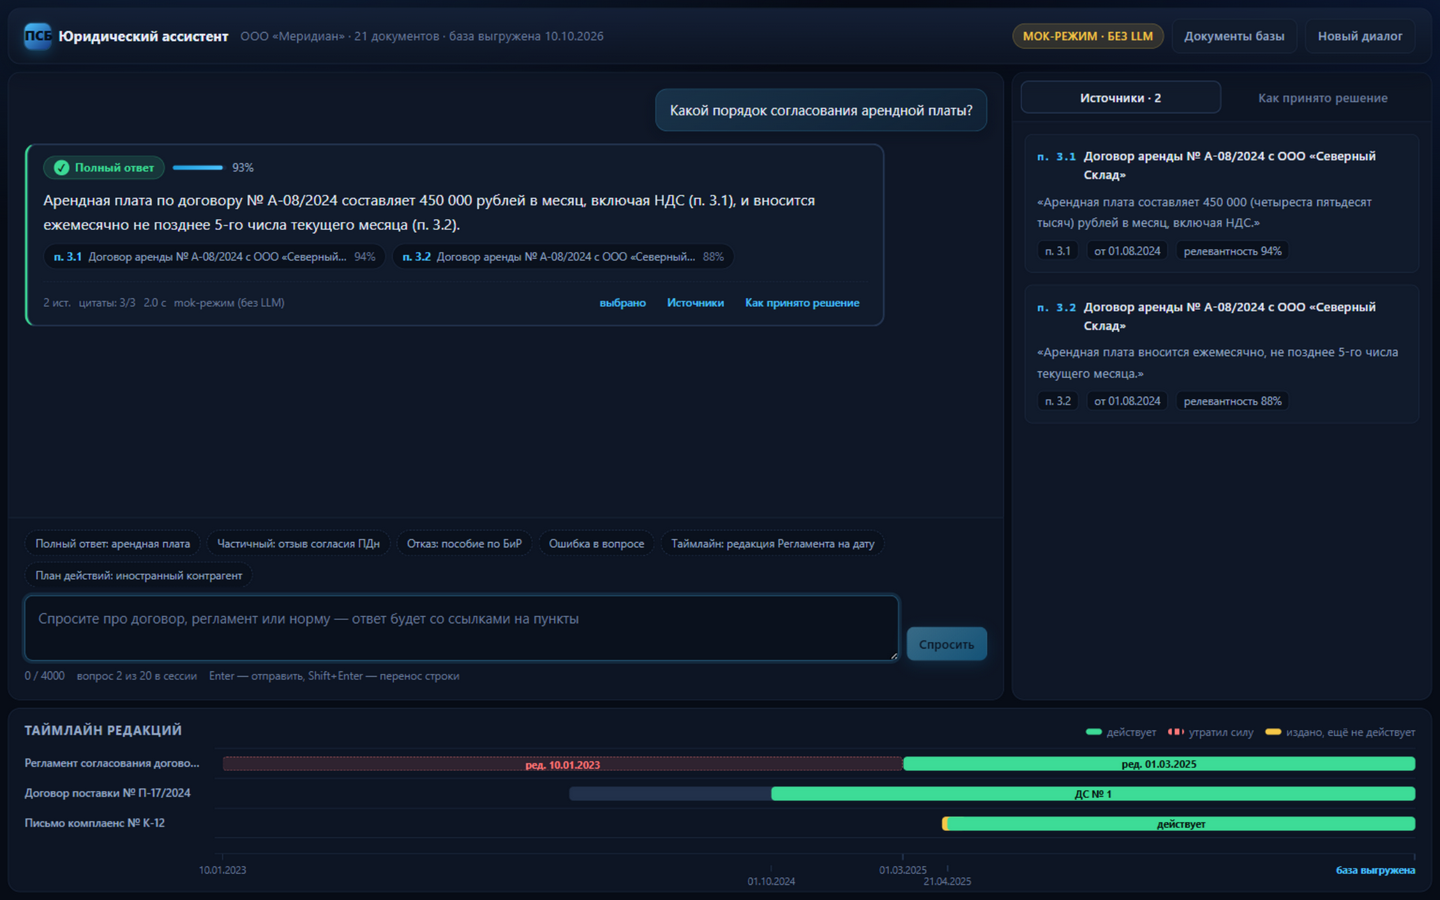 ПСБ Юридический ассистент ООО «Меридиан» · 21 документов · база выгружена 10.10.2026
МОК-РЕЖИМ · БЕЗ LLM Документы базы Новый диалог
Какой порядок согласования арендной платы?
Полный ответ 93%
Арендная плата по договору № А-08/2024 составляет 450 000 рублей в месяц, включая НДС (п. 3.1), и вносится
ежемесячно не позднее 5-го числа текущего месяца (п. 3.2).
п. 3.1 Договор аренды № А-08/2024 с ООО «Северный... 94% п. 3.2 Договор аренды № А-08/2024 с ООО «Северный... 88%
2 ист. цитаты: 3/3 2.0 с mok-режим (без LLM) выбрано Источники Как принято решение
Источники · 2 Как принято решение
п. 3.1 Договор аренды № А-08/2024 с ООО «Северный
Склад»
«Арендная плата составляет 450 000 (четыреста пятьдесят
тысяч) рублей в месяц, включая НДС.»
п. 3.1 от 01.08.2024 релевантность 94%
п. 3.2 Договор аренды № А-08/2024 с ООО «Северный
Склад»
«Арендная плата вносится ежемесячно, не позднее 5-го числа
текущего месяца.»
п. 3.2 от 01.08.2024 релевантность 88%
Полный ответ: арендная плата Частичный: отзыв согласия ПДн Отказ: пособие по БиР Ошибка в вопросе Таймлайн: редакция Регламента на дату
План действий: иностранный контрагент
Спросите про договор, регламент или норму — ответ будет со ссылками на пункты
Спросить
0 / 4000 вопрос 2 из 20 в сессии Enter — отправить, Shift+Enter — перенос строки
ТАЙМЛАЙН РЕДАКЦИЙ
действует утратил силу издано, ещё не действует
Регламент согласования догово... ред. 10.01.2023 ред. 01.03.2025
Договор поставки № П-17/2024 ДС № 1
Письмо комплаенс № К-12 действует
10.01.2023 01.03.2025 база выгружена
01.10.2024 21.04.2025